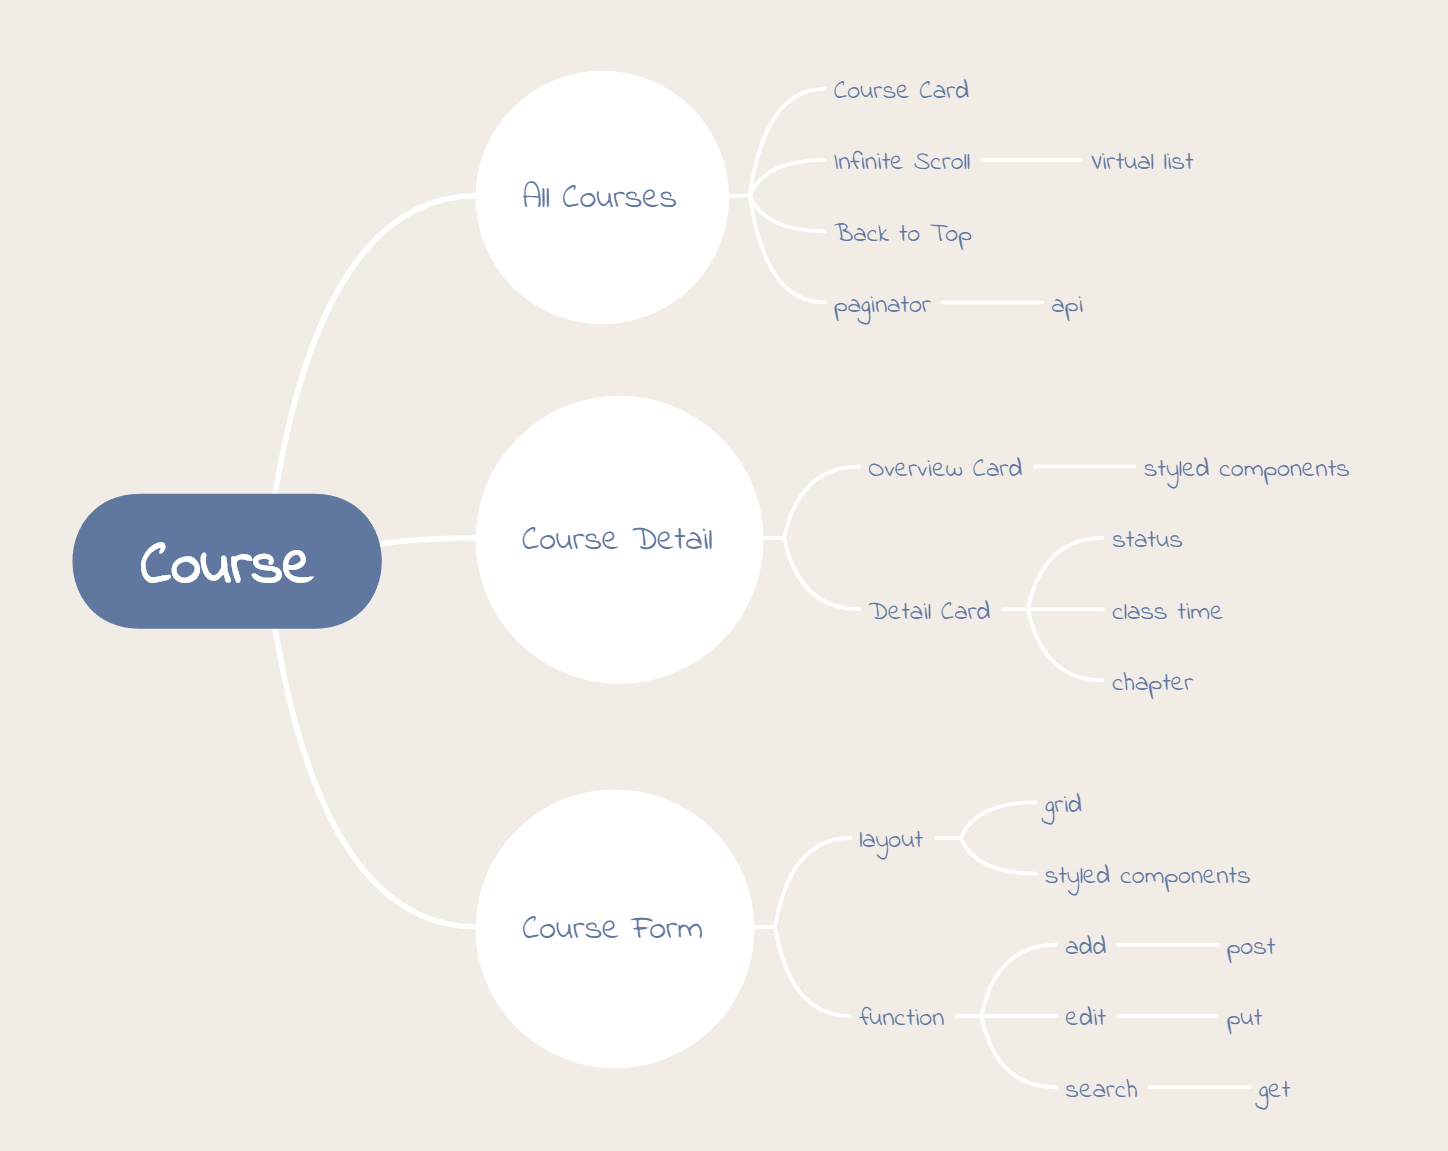 Course
All Courses
Course Card
Infinite Scroll
Virtual list
Back to Top
paginator
api
Course Detail
Overview Card
styled components
Detail Card
status
class time
chapter
Course Form
layout
grid
styled components
function
add
post
edit
put
search
get